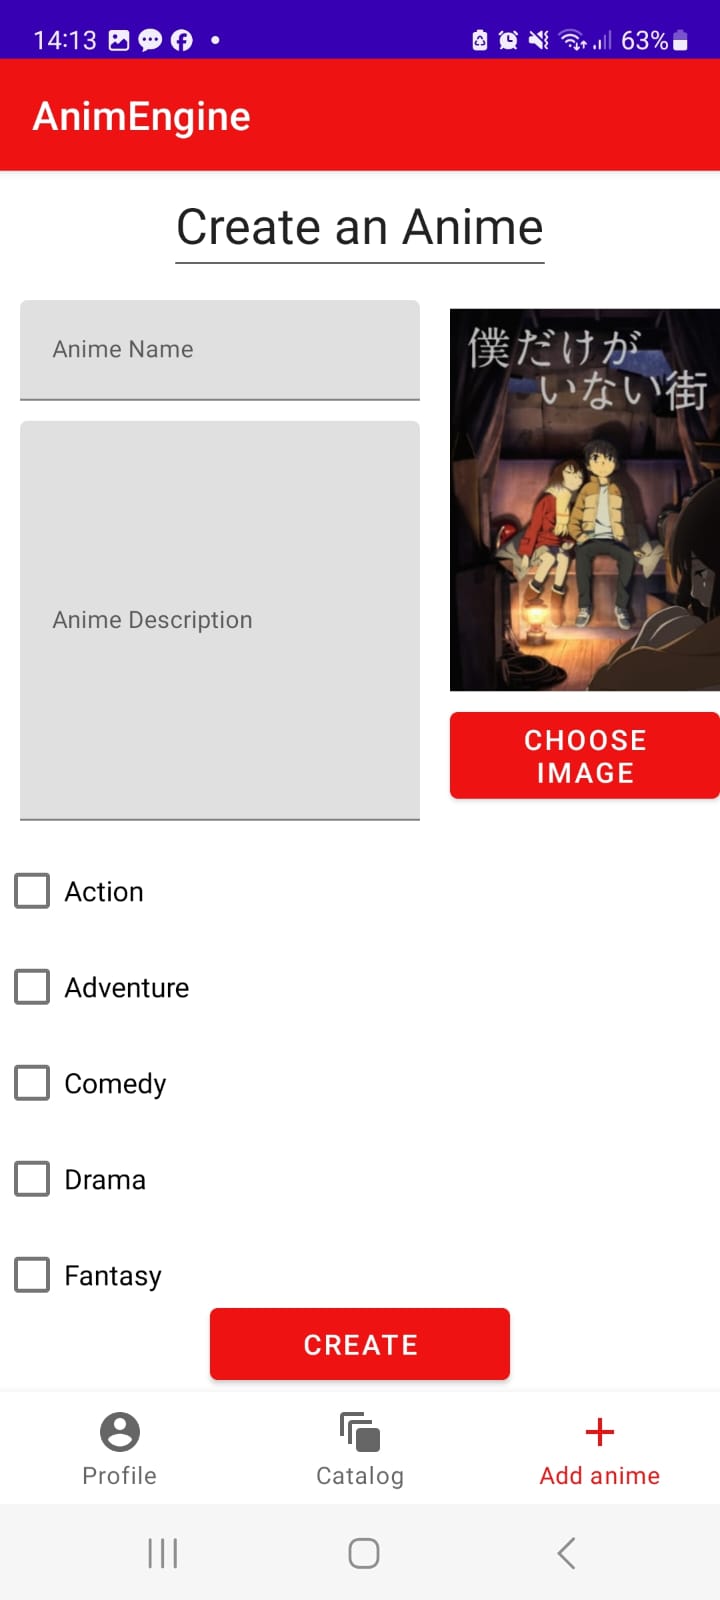 14:13
63%
AnimEngine
Create an Anime
Anime Name
僕だけが
いない街
Anime Description
CHOOSE
IMAGE
Action
Adventure
Comedy
Drama
Fantasy
CREATE
Profile
Catalog
Add anime